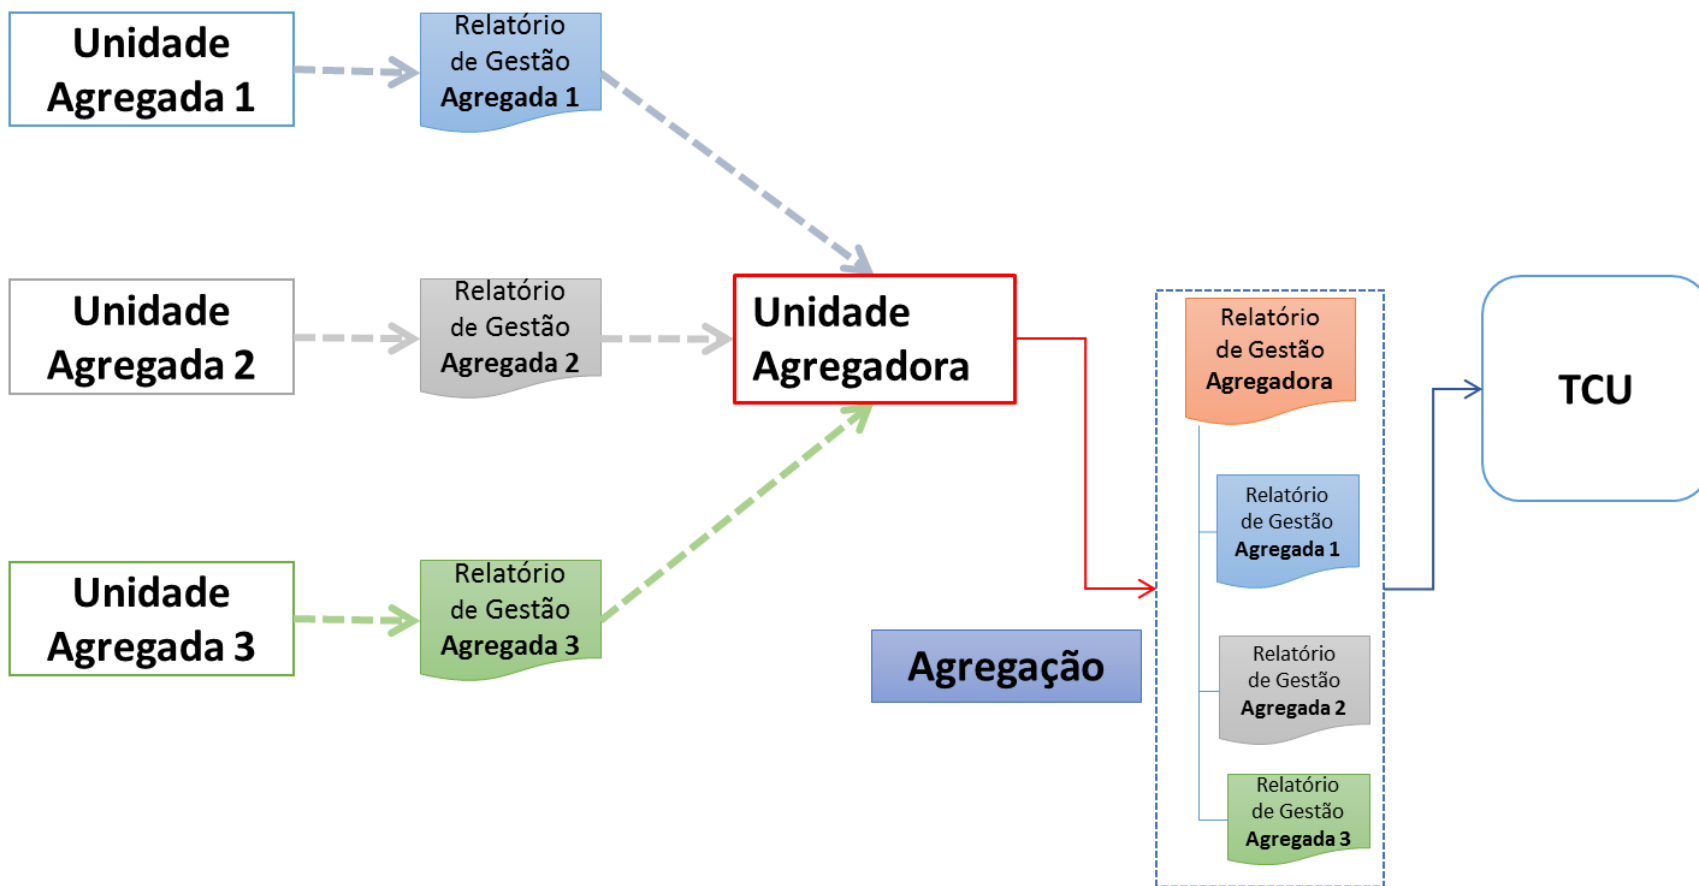 Unidade
Agregada 1
Relatório
de Gestão
Agregada 1
Unidade
Agregada 2
Relatório
de Gestão
Agregada 2
Unidade
Agregada 3
Relatório
de Gestão
Agregada 3
Unidade
Agregadora
Agregação
Relatório
de Gestão
Agregadora
Relatório
de Gestão
Agregada 1
Relatório
de Gestão
Agregada 2
Relatório
de Gestão
Agregada 3
TCU